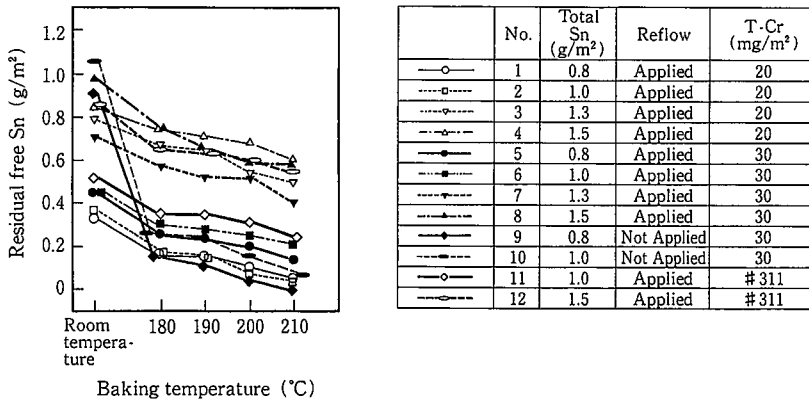 Residual free Sn (g/m²)
1.2
1.0
0.8
0.6
0.4
0.2
0
Room
tempera-
ture
180 190 200 210
Baking temperature (°C)
No. Total Sn (g/m²) Reflow T-Cr (mg/m²)
1 0.8 Applied 20
2 1.0 Applied 20
3 1.3 Applied 20
4 1.5 Applied 20
5 0.8 Applied 30
6 1.0 Applied 30
7 1.3 Applied 30
8 1.5 Applied 30
9 0.8 Not Applied 30
10 1.0 Not Applied 30
11 1.0 Applied #311
12 1.5 Applied #311